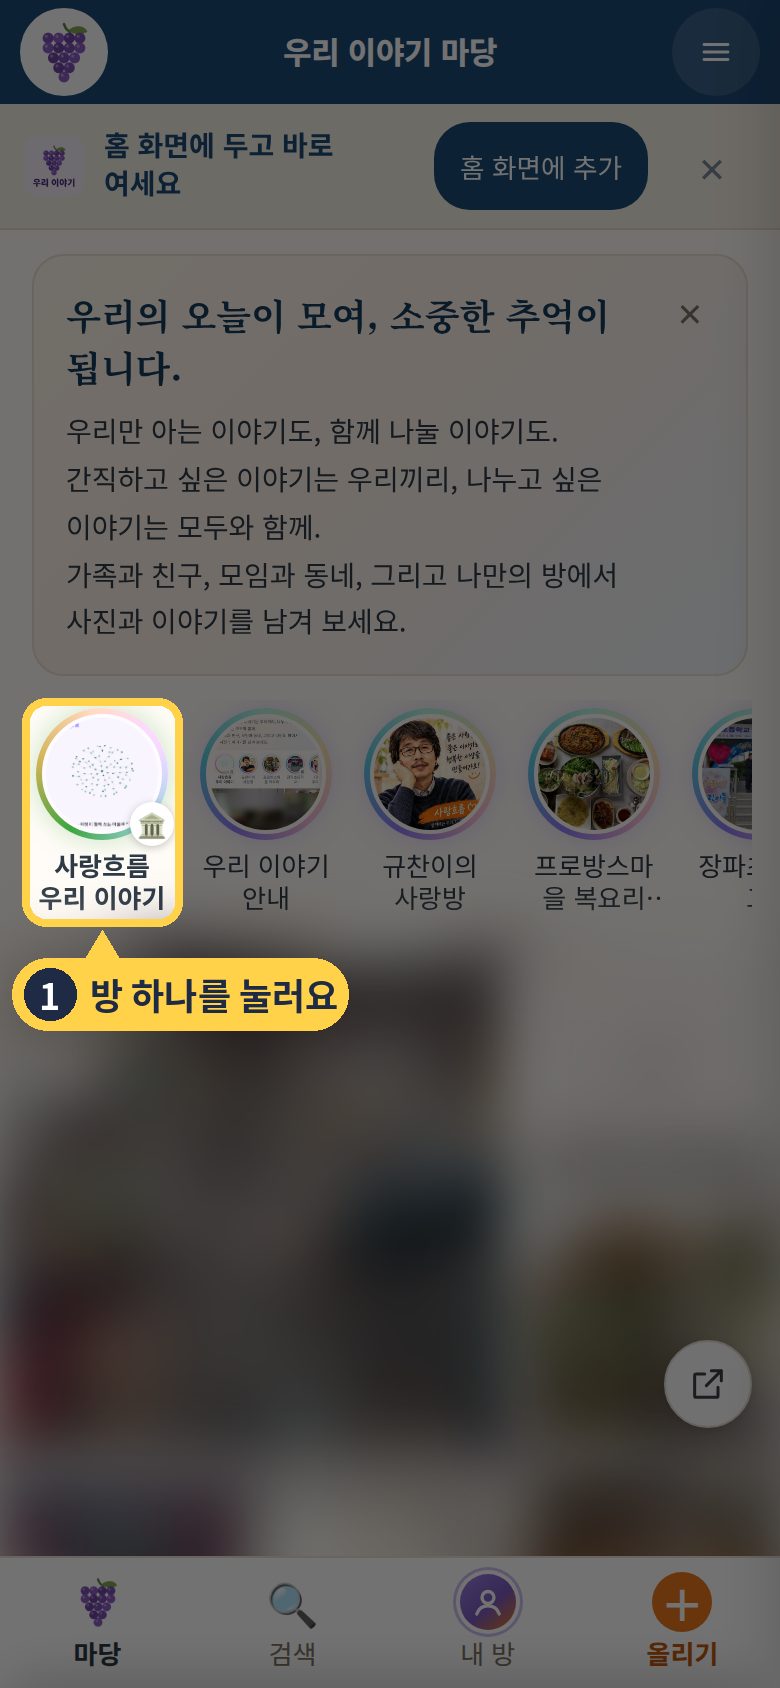 우리 이야기 마당
우리 이야기
홈 화면에 두고 바로
여세요
홈 화면에 추가
우리의 오늘이 모여, 소중한 추억이
됩니다.
우리만 아는 이야기도, 함께 나눌 이야기도.
간직하고 싶은 이야기는 우리끼리, 나누고 싶은
이야기는 모두와 함께.
가족과 친구, 모임과 동네, 그리고 나만의 방에서
사진과 이야기를 남겨 보세요.
사랑흐름
우리 이야기
우리 이야기
안내
규찬이의
사랑방
프로방스마
을 복요리··
장파
1 방 하나를 눌러요
마당
검색
내 방
올리기